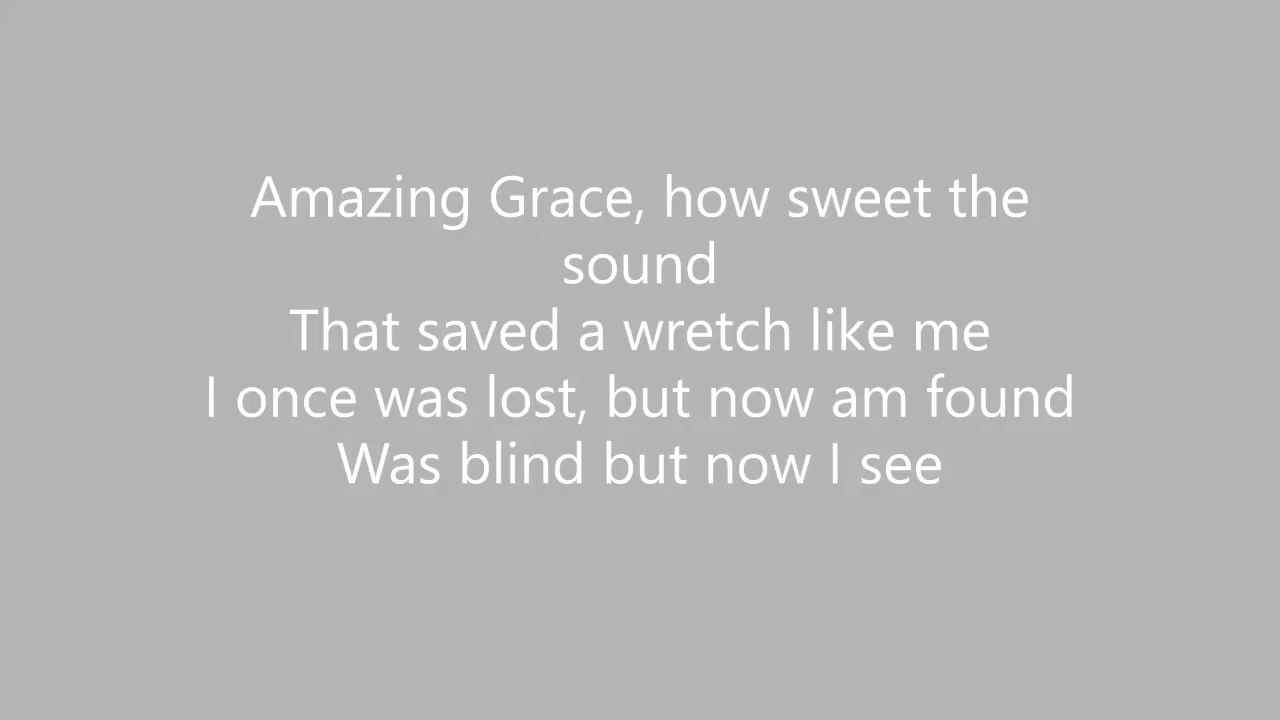 Amazing Grace, how sweet the
sound
That saved a wretch like me
I once was lost, but now am found
Was blind but now I see